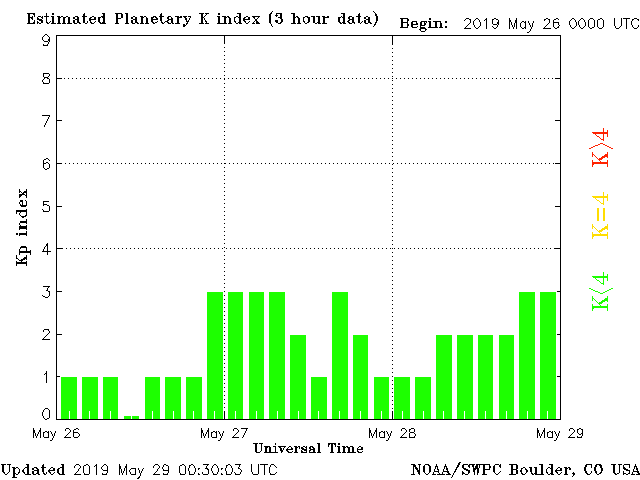 Estimated Planetary K index (3 hour data)
Begin: 2019 May 26 0000 UTC
9
8
7
6
5
4
3
2
1
0
Kp index
K>4
K=4
K<4
May 26
May 27
May 28
May 29
Universal Time
Updated 2019 May 29 00:30:03 UTC
NOAA/SWPC Boulder, CO USA